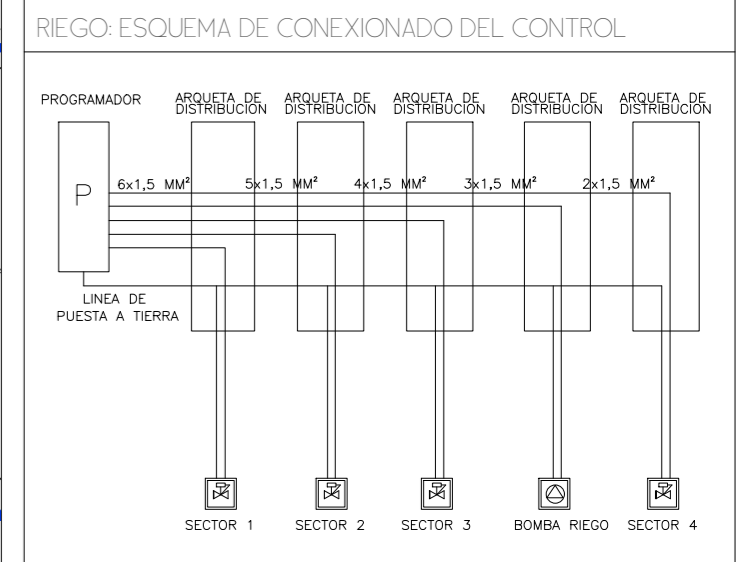 RIEGO: ESQUEMA DE CONEXIONADO DEL CONTROL
PROGRAMADOR
ARQUETA DE
DISTRIBUCION
ARQUETA DE
DISTRIBUCION
ARQUETA DE
DISTRIBUCION
ARQUETA DE
DISTRIBUCION
ARQUETA DE
DISTRIBUCION
P
6x1,5 MM²
5x1,5 MM²
4x1,5 MM²
3x1,5 MM²
2x1,5 MM²
LINEA DE
PUESTA A TIERRA
SECTOR 1
SECTOR 2
SECTOR 3
BOMBA RIEGO
SECTOR 4